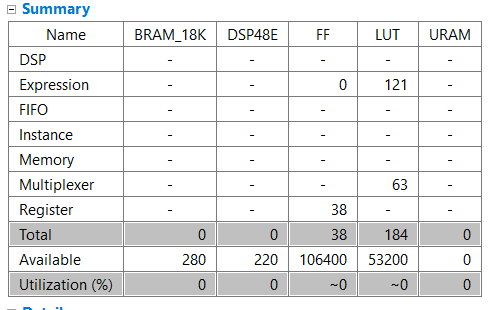 Summary
Name BRAM_18K DSP48E FF LUT URAM
DSP - - - - -
Expression - - 0 121 -
FIFO - - - - -
Instance - - - - -
Memory - - - - -
Multiplexer - - - 63 -
Register - - 38 - -
Total 0 0 38 184 0
Available 280 220 106400 53200 0
Utilization (%) 0 0 ~0 ~0 0